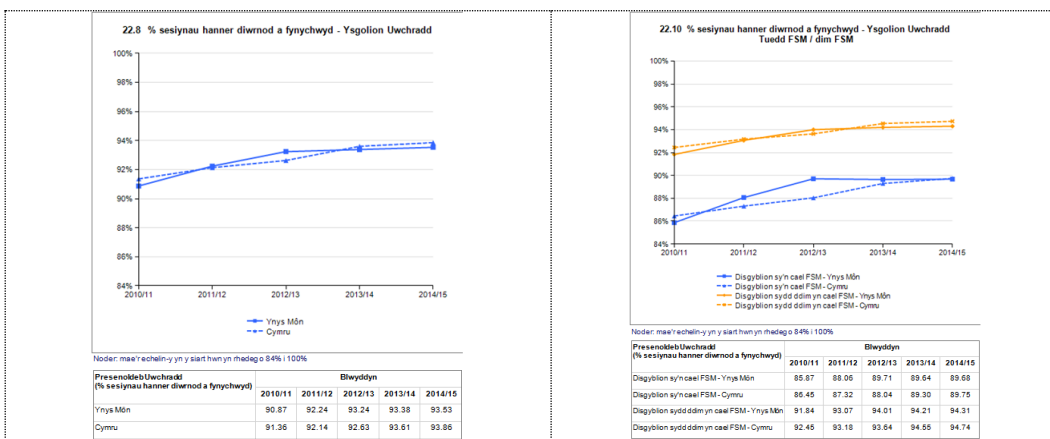 22.8 % sesiynau hanner diwrnod a fynychwyd - Ysgolion Uwchradd
100%
98%
96%
94%
92%
90%
88%
86%
84%
2010/11 2011/12 2012/13 2013/14 2014/15
Ynys Môn
Cymru
Noder: mae'r echelin-y yn y siart hwn yn rhedeg o 84% i 100%
Presenoldeb Uwchradd
(% sesiynau hanner diwrnod a fynychwyd)
Blwyddyn
2010/11 2011/12 2012/13 2013/14 2014/15
Ynys Môn 90.87 92.24 93.24 93.38 93.53
Cymru 91.36 92.14 92.63 93.61 93.86
22.10 % sesiynau hanner diwrnod a fynychwyd - Ysgolion Uwchradd
Tuedd FSM / dim FSM
100%
98%
96%
94%
92%
90%
88%
86%
84%
2010/11 2011/12 2012/13 2013/14 2014/15
Disgyblion sy'n cael FSM - Ynys Môn
Disgyblion sy'n cael FSM - Cymru
Disgyblion sydd ddim yn cael FSM - Ynys Môn
Disgyblion sydd ddim yn cael FSM - Cymru
Noder: mae'r echelin-y yn y siart hwn yn rhedeg o 84% i 100%
Presenoldeb Uwchradd
(% sesiynau hanner diwrnod a fynychwyd)
Blwyddyn
2010/11 2011/12 2012/13 2013/14 2014/15
Disgyblion sy'n cael FSM - Ynys Môn 85.87 88.06 89.71 89.64 89.68
Disgyblion sy'n cael FSM - Cymru 86.45 87.32 88.04 89.30 89.75
Disgyblion sydd ddim yn cael FSM - Ynys Môn 91.84 93.07 94.01 94.21 94.31
Disgyblion sydd ddim yn cael FSM - Cymru 92.45 93.18 93.64 94.55 94.74